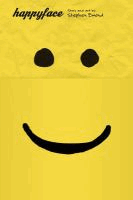 happyface
Story and art by
Stephen Emond